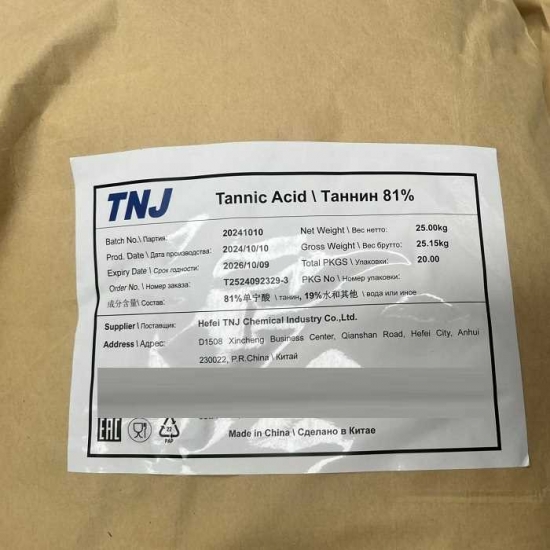 TNJ
Tannic Acid \ Таннин 81%
Batch No.\ Партия: 20241010 Net Weight \ Вес нетто: 25.00kg
Prod. Date \ Дата производства: 2024/10/10 Gross Weight \ Вес брутто: 25.15kg
Expiry Date \ Срок годности: 2026/10/09 Total PKGS \ Упаковки: 20.00
Order No. \ Номер заказа: T2524092329-3 PKG No \ Номер упаковки:
成分含量\ Состав: 81%单宁酸 \ танин, 19%水和其他 \ вода или иное
Supplier \ Поставщик: Hefei TNJ Chemical Industry Co.,Ltd.
Address \ Адрес: D1508 Xincheng Business Center, Qianshan Road, Hefei City, Anhui
230022, P.R.China \ Китай
EAC
22
PAP
Made in China \ Сделано в Китае